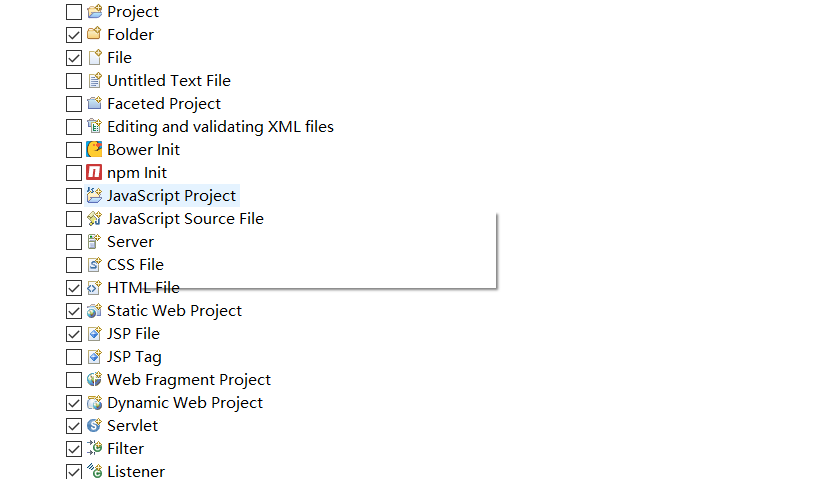 Project
Folder
File
Untitled Text File
Faceted Project
Editing and validating XML files
Bower Init
npm Init
JavaScript Project
JavaScript Source File
Server
CSS File
HTML File
Static Web Project
JSP File
JSP Tag
Web Fragment Project
Dynamic Web Project
Servlet
Filter
Listener